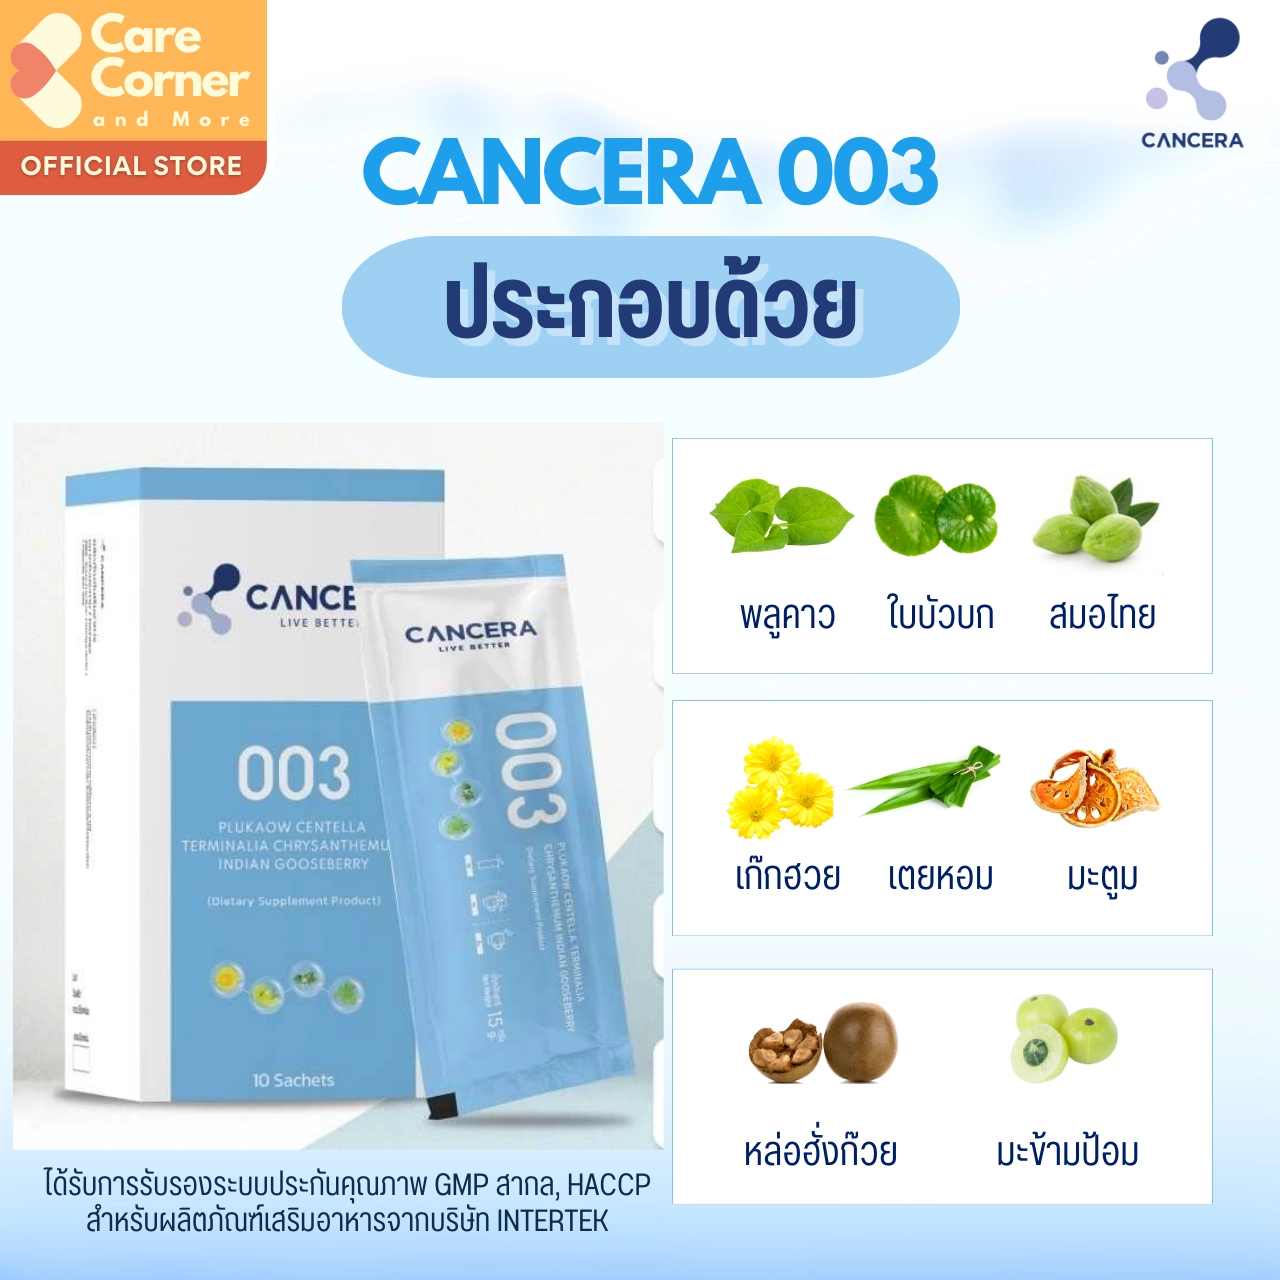 Care
Corner
and More
OFFICIAL STORE
CANCERA
CANCERA 003
ประกอบด้วย
CANCE
LIVE BETTE
003
PLUKAOW CENTELLA
TERMINALIA CHRYSANTHEMU
INDIAN GOOSEBERRY
(Dietary Supplement Product)
10 Sachets
CANCERA
LIVE BETTER
003
PLUKAOW CENTELLA TERMINALIA
CHRYSANTHEMUM INDIAN GOOSEBERRY
Dietary Supplement Product
15
พลูคาว ใบบัวบก สมอไทย
เก๊กฮวย เตยหอม มะตูม
หล่อฮั่งก๊วย มะข้ามป้อม
ได้รับการรับรองระบบประกันคุณภาพ GMP สากล, HACCP
สำหรับผลิตภัณฑ์เสริมอาหารจากบริษัท INTERTEK